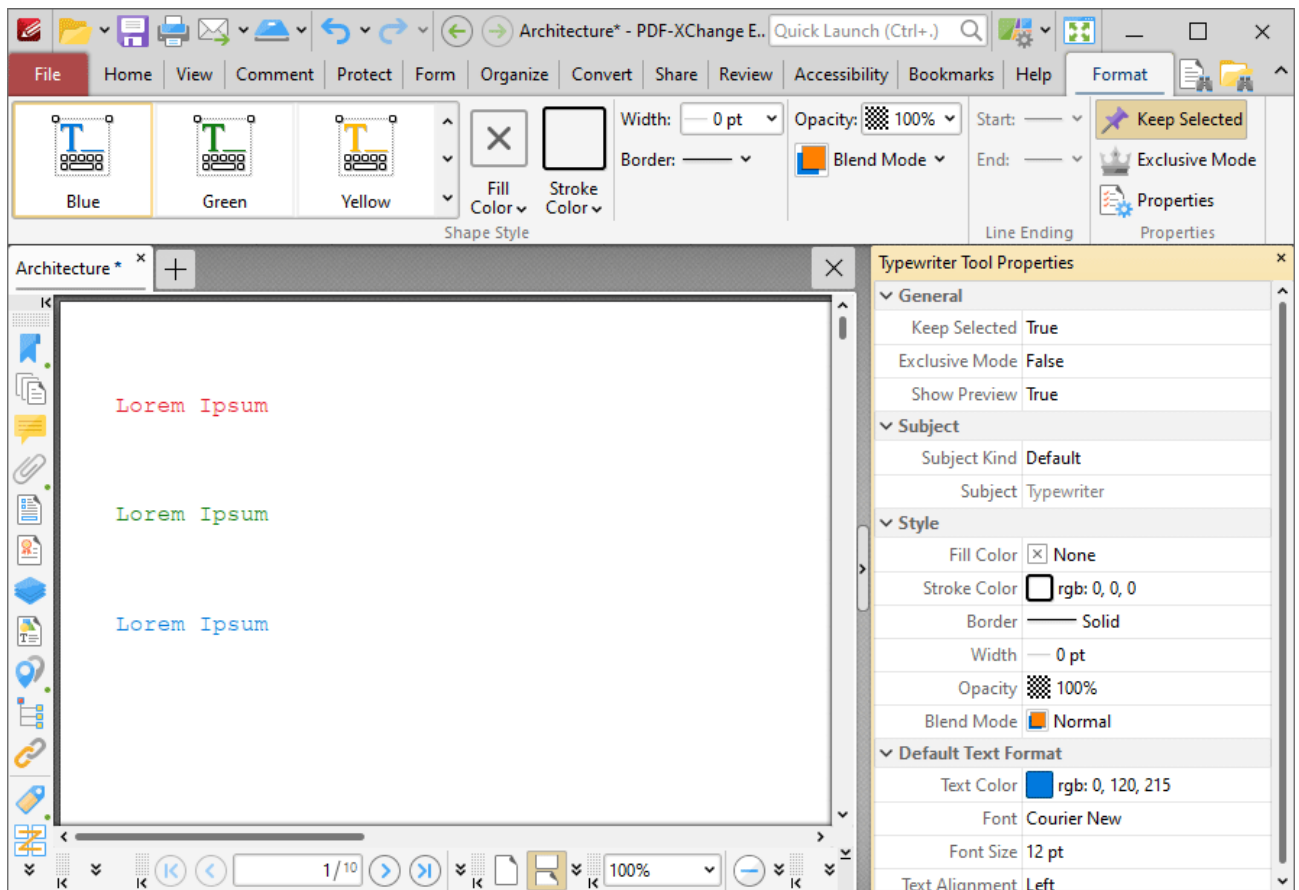 Architecture* - PDF-XChange E.. Quick Launch (Ctrl+.)
File Home View Comment Protect Form Organize Convert Share Review Accessibility Bookmarks Help Format
Width: 0 pt Opacity: 100% Start: Keep Selected
Border: Blend Mode End: Exclusive Mode
Blue Green Yellow Fill Color Stroke Color Properties
Shape Style Line Ending Properties
Architecture * Typewriter Tool Properties
General
Keep Selected True
Exclusive Mode False
Show Preview True
Subject
Subject Kind Default
Subject Typewriter
Style
Fill Color None
Stroke Color rgb: 0, 0, 0
Border Solid
Width 0 pt
Opacity 100%
Blend Mode Normal
Default Text Format
Text Color rgb: 0, 120, 215
Font Courier New
Font Size 12 pt
Text Alignment Left
Lorem Ipsum
Lorem Ipsum
Lorem Ipsum
1/10 100%